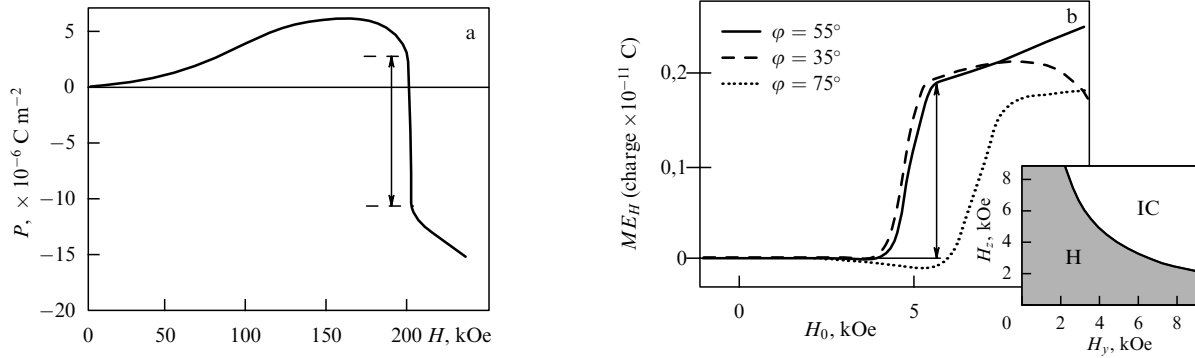 a
5
0
−5
−10
−15
−20
P, × 10⁻⁶ C m⁻²
0
50
100
150
200 H, kOe
b
φ = 55°
φ = 35°
φ = 75°
0,2
0,1
0
ME_H (charge ×10⁻¹¹ C)
0
5
H₀, kOe
8
6
4
2
0
H_z, kOe
IC
H
2
4
6
8
H_y, kOe